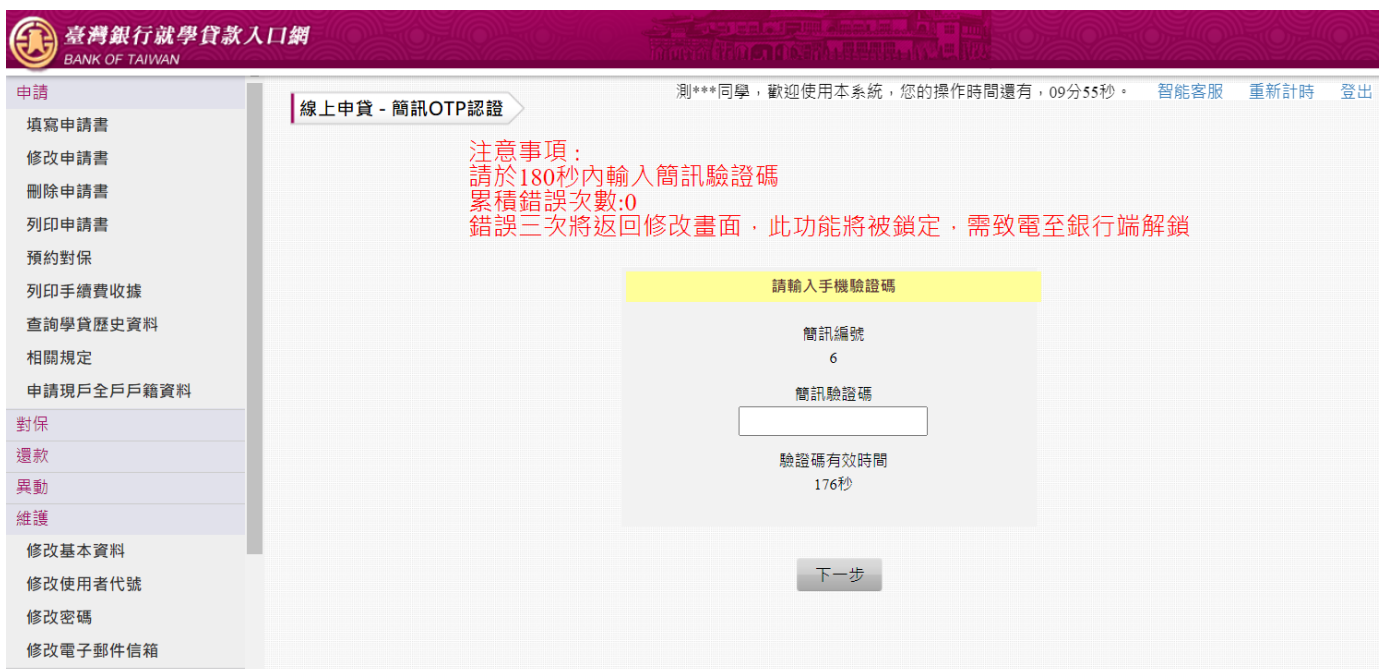 臺灣銀行就學貸款入口網
BANK OF TAIWAN
申請
填寫申請書
修改申請書
刪除申請書
列印申請書
預約對保
列印手續費收據
查詢學貸歷史資料
相關規定
申請現戶全戶戶籍資料
對保
還款
異動
維護
修改基本資料
修改使用者代號
修改密碼
修改電子郵件信箱
測***同學，歡迎使用本系統，您的操作時間還有，09分55秒。 智能客服 重新計時 登出
線上申貸 - 簡訊OTP認證
注意事項 :
請於180秒內輸入簡訊驗證碼
累積錯誤次數:0
錯誤三次將返回修改畫面，此功能將被鎖定，需致電至銀行端解鎖
請輸入手機驗證碼
簡訊編號
6
簡訊驗證碼
驗證碼有效時間
176秒
下一步